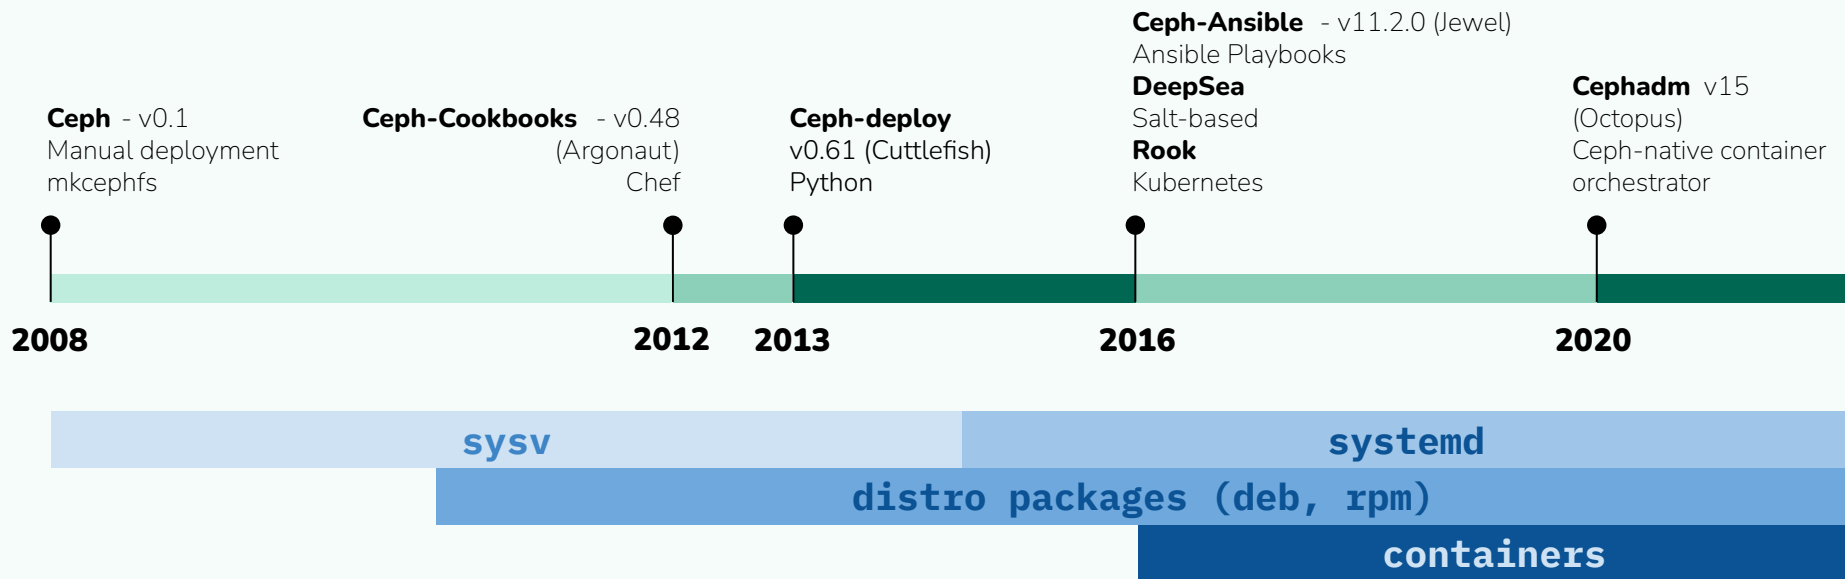 Ceph - v0.1
Manual deployment
mkcephfs
Ceph-Cookbooks - v0.48
(Argonaut)
Chef
Ceph-deploy
v0.61 (Cuttlefish)
Python
Ceph-Ansible - v11.2.0 (Jewel)
Ansible Playbooks
DeepSea
Salt-based
Rook
Kubernetes
Cephadm v15
(Octopus)
Ceph-native container
orchestrator
2008
2012
2013
2016
2020
sysv
systemd
distro packages (deb, rpm)
containers